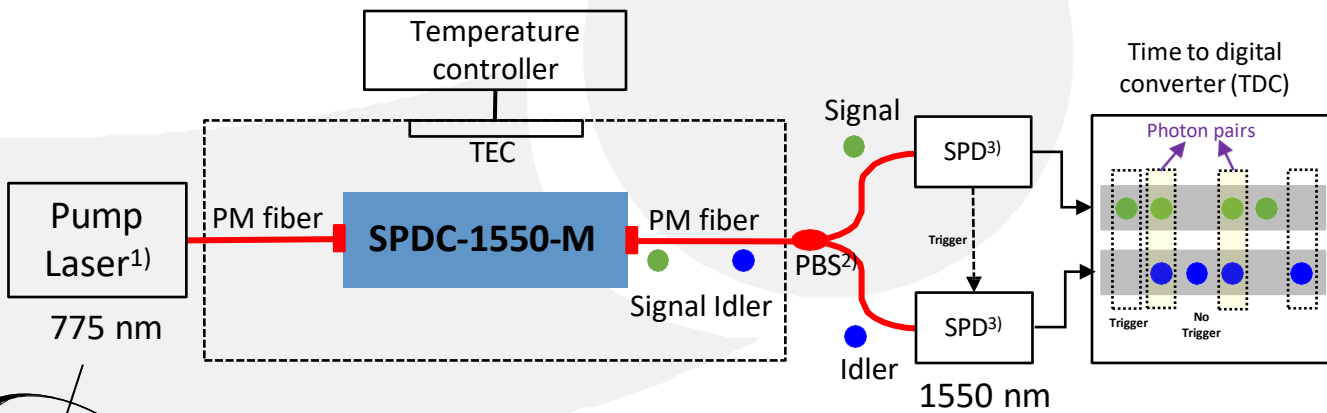 Temperature
controller
TEC
Pump
Laser1)
775 nm
PM fiber
SPDC-1550-M
PM fiber
Signal Idler
PBS2)
Signal
Idler
SPD3)
Trigger
SPD3)
1550 nm
Time to digital
converter (TDC)
Photon pairs
Trigger
No
Trigger